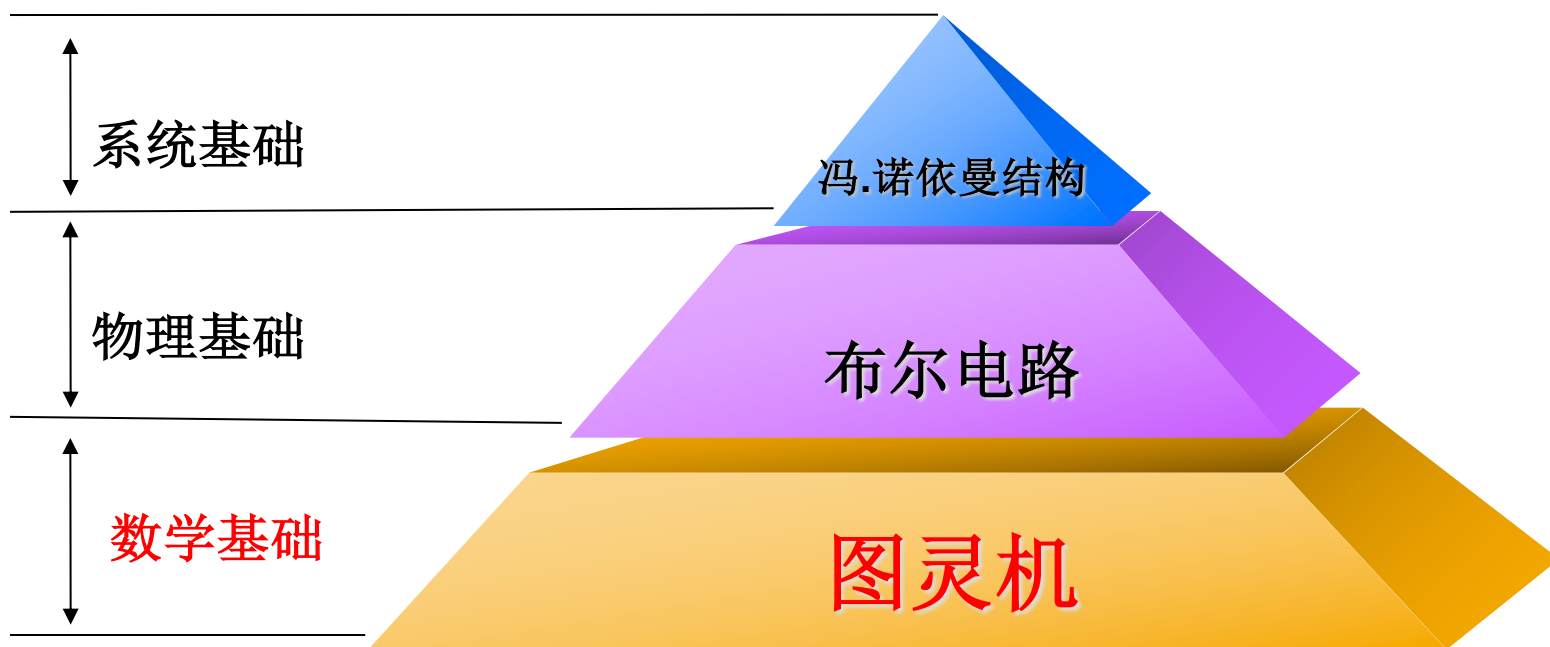 系统基础
冯.诺依曼结构
物理基础
布尔电路
数学基础
图灵机